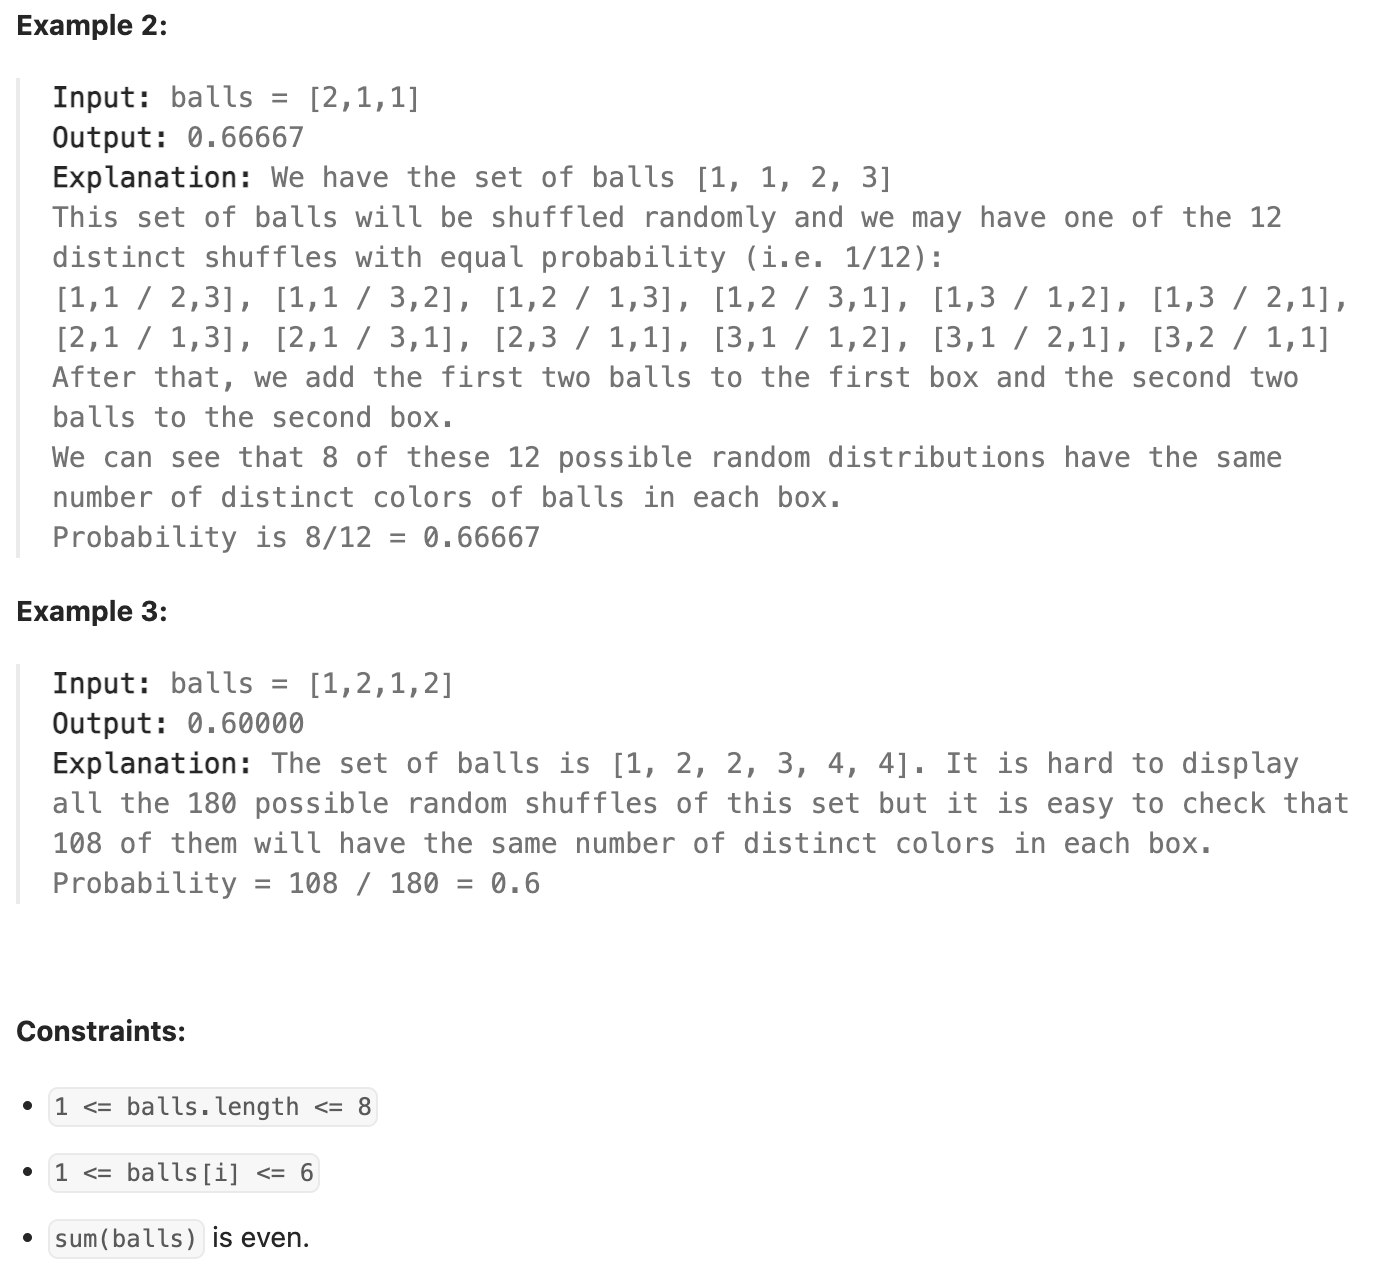 Example 2:
Input: balls = [2,1,1]
Output: 0.66667
Explanation: We have the set of balls [1, 1, 2, 3]
This set of balls will be shuffled randomly and we may have one of the 12
distinct shuffles with equal probability (i.e. 1/12):
[1,1 / 2,3], [1,1 / 3,2], [1,2 / 1,3], [1,2 / 3,1], [1,3 / 1,2], [1,3 / 2,1],
[2,1 / 1,3], [2,1 / 3,1], [2,3 / 1,1], [3,1 / 1,2], [3,1 / 2,1], [3,2 / 1,1]
After that, we add the first two balls to the first box and the second two
balls to the second box.
We can see that 8 of these 12 possible random distributions have the same
number of distinct colors of balls in each box.
Probability is 8/12 = 0.66667
Example 3:
Input: balls = [1,2,1,2]
Output: 0.60000
Explanation: The set of balls is [1, 2, 2, 3, 4, 4]. It is hard to display
all the 180 possible random shuffles of this set but it is easy to check that
108 of them will have the same number of distinct colors in each box.
Probability = 108 / 180 = 0.6
Constraints:
• 1 <= balls.length <= 8
• 1 <= balls[i] <= 6
• sum(balls) is even.